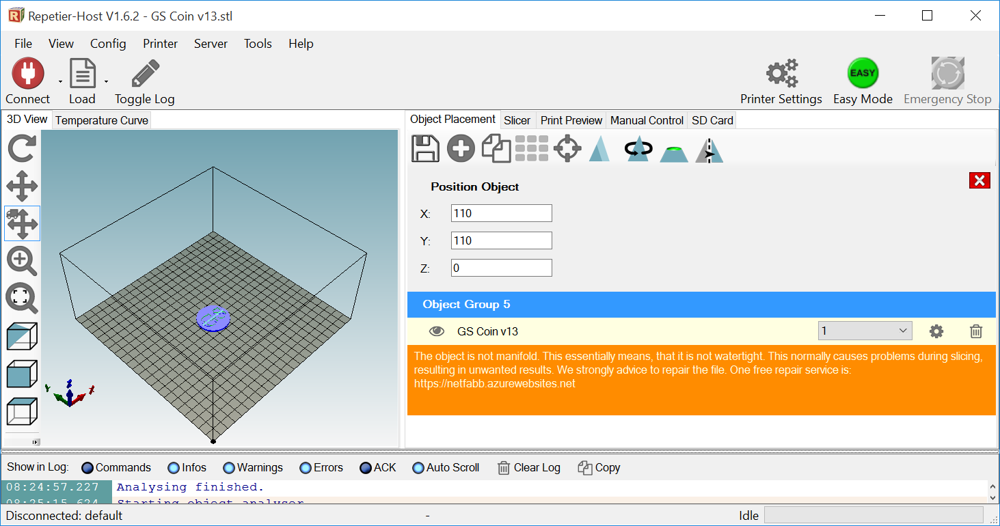 Repetier-Host V1.6.2 - GS Coin v13.stl
File View Config Printer Server Tools Help
EASY
Connect Load Toggle Log Printer Settings Easy Mode Emergency Stop
3D View Temperature Curve
Object Placement Slicer Print Preview Manual Control SD Card
Position Object
X: 110
Y: 110
Z: 0
Object Group 5
GS Coin v13 1
The object is not manifold. This essentially means, that it is not watertight. This normally causes problems during slicing,
resulting in unwanted results. We strongly advice to repair the file. One free repair service is:
https://netfabb.azurewebsites.net
Z
Y X
Show in Log: Commands Infos Warnings Errors ACK Auto Scroll Clear Log Copy
08:24:57.227 Analysing finished.
08:25:15.624 Starting object analyser
Disconnected: default - Idle